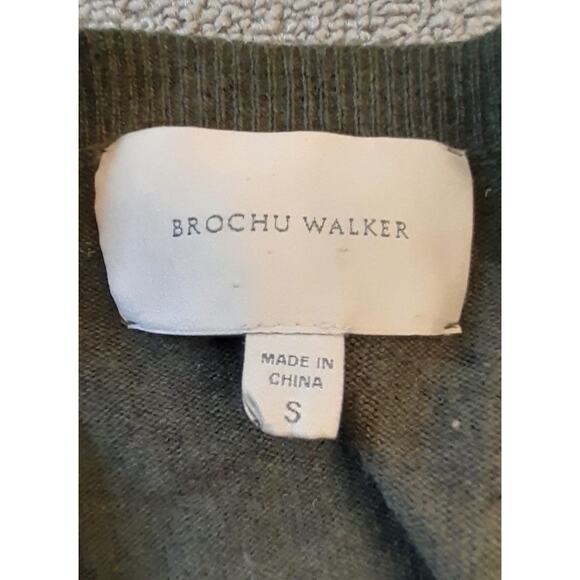 BROCHU WALKER
MADE IN
CHINA
S